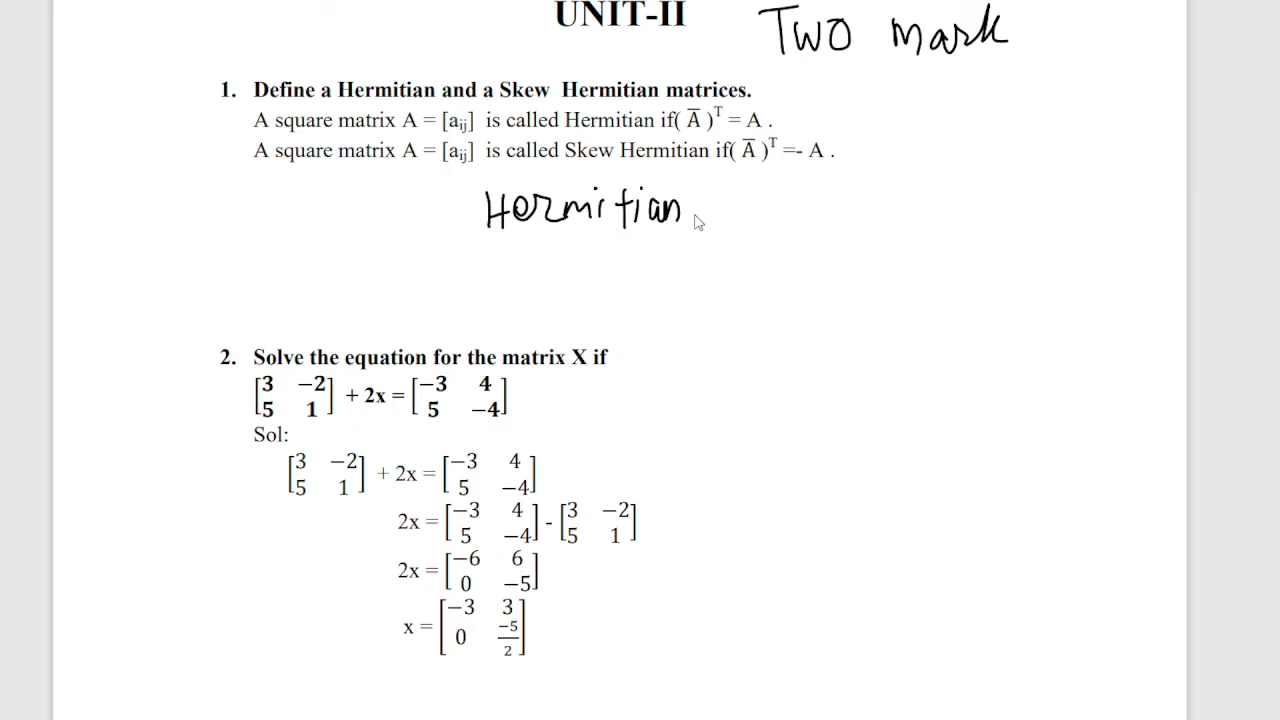 UNIT-II
Two mark
1. Define a Hermitian and a Skew Hermitian matrices.
A square matrix A = [aᵢⱼ] is called Hermitian if( A̅ )ᵀ = A .
A square matrix A = [aᵢⱼ] is called Skew Hermitian if( A̅ )ᵀ =- A .
Hermitian
2. Solve the equation for the matrix X if
[3 −2; 5 1] + 2x = [−3 4; 5 −4]
Sol:
[3 −2; 5 1] + 2x = [−3 4; 5 −4]
2x = [−3 4; 5 −4] - [3 −2; 5 1]
2x = [−6 6; 0 −5]
x = [−3 3; 0 −5/2]